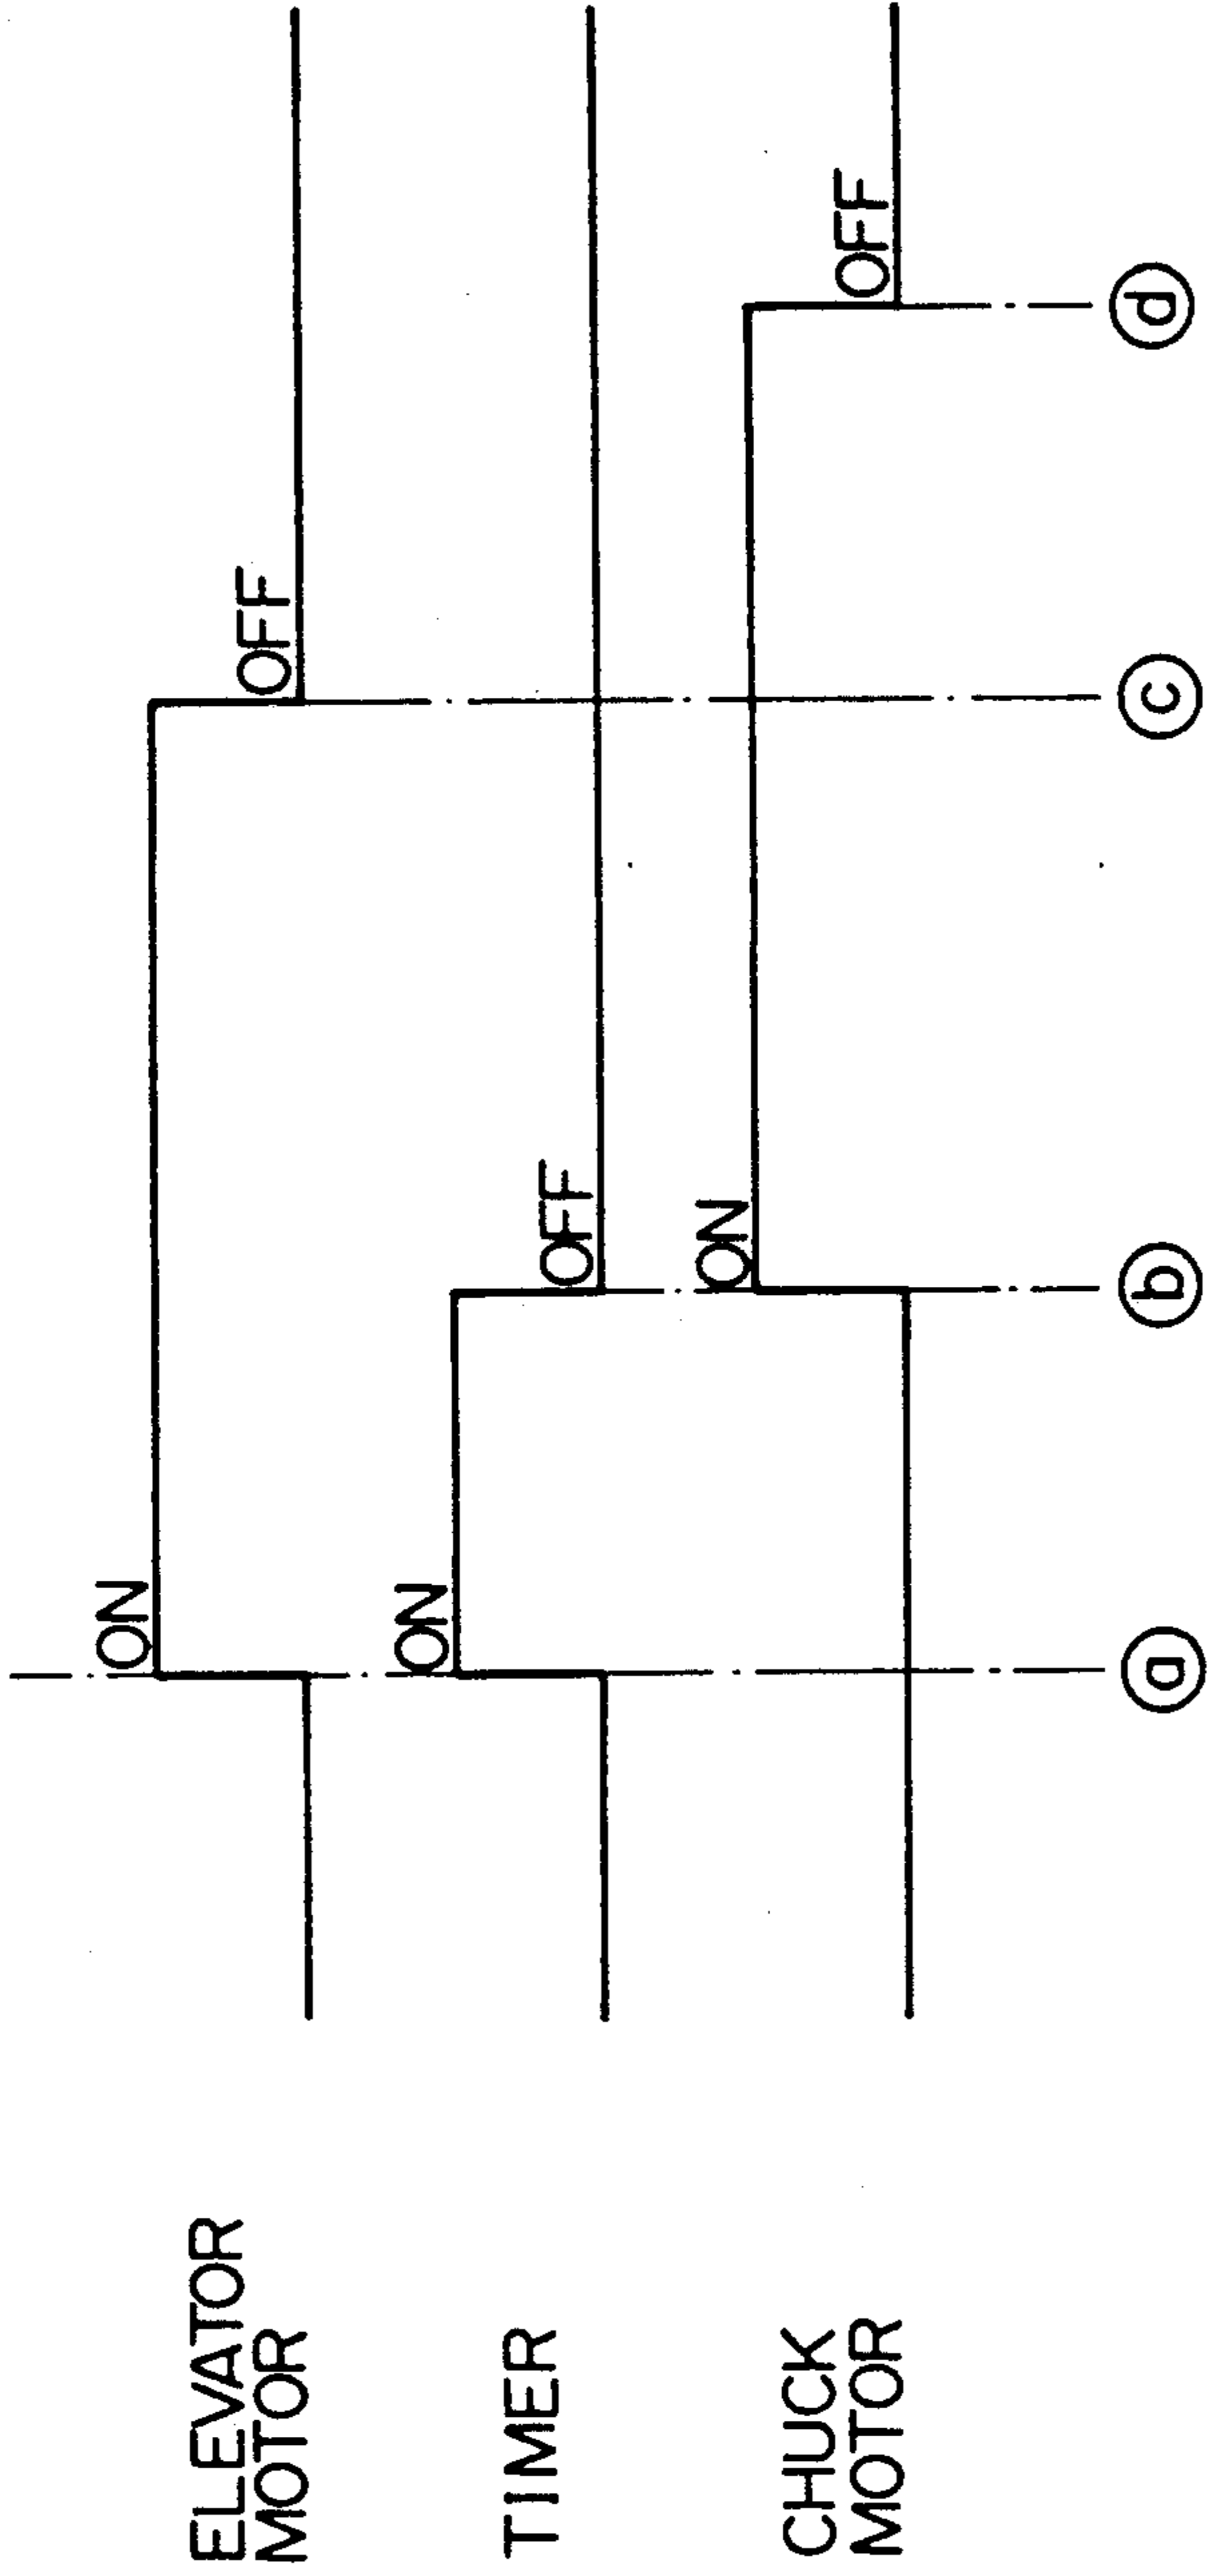 ELEVATOR
MOTOR
ON
OFF
TIMER
ON
OFF
CHUCK
MOTOR
ON
OFF
a
b
c
d